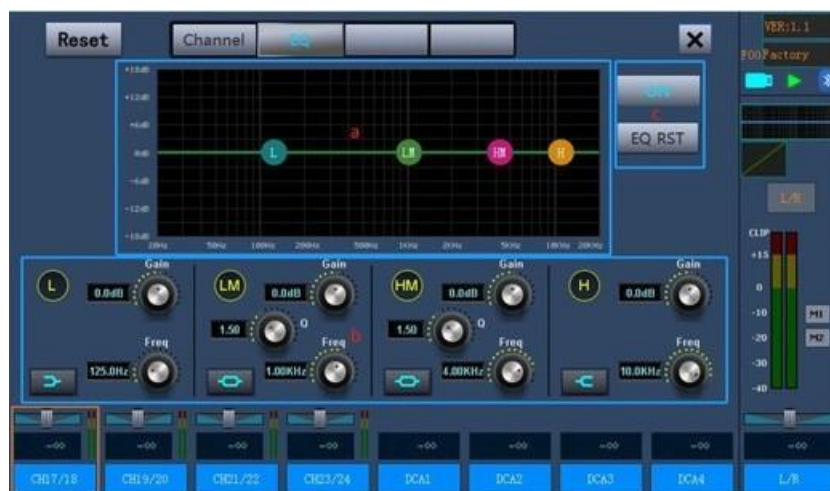 Reset
Channel
EQ
VER:1.1
F00Factory
+18dB
+12dB
+6dB
0dB
-6dB
-12dB
-18dB
20Hz 50Hz 100Hz 200Hz 500Hz 1KHz 2KHz 5KHz 10KHz 20KHz
a
L LM HM H
ON
c
EQ RST
L/R
CLIP
+15
0
-10
-20
-30
-40
M1
M2
L Gain 0.0dB
Freq 125.0Hz
LM Gain 0.0dB
1.50 Q
Freq b 1.00KHz
HM Gain 0.0dB
1.50 Q
Freq 4.00KHz
H Gain 0.0dB
Freq 10.0KHz
-∞ -∞ -∞ -∞ -∞ -∞ -∞ -∞ -∞
CH17/18 CH19/20 CH21/22 CH23/24 DCA1 DCA2 DCA3 DCA4 L/R